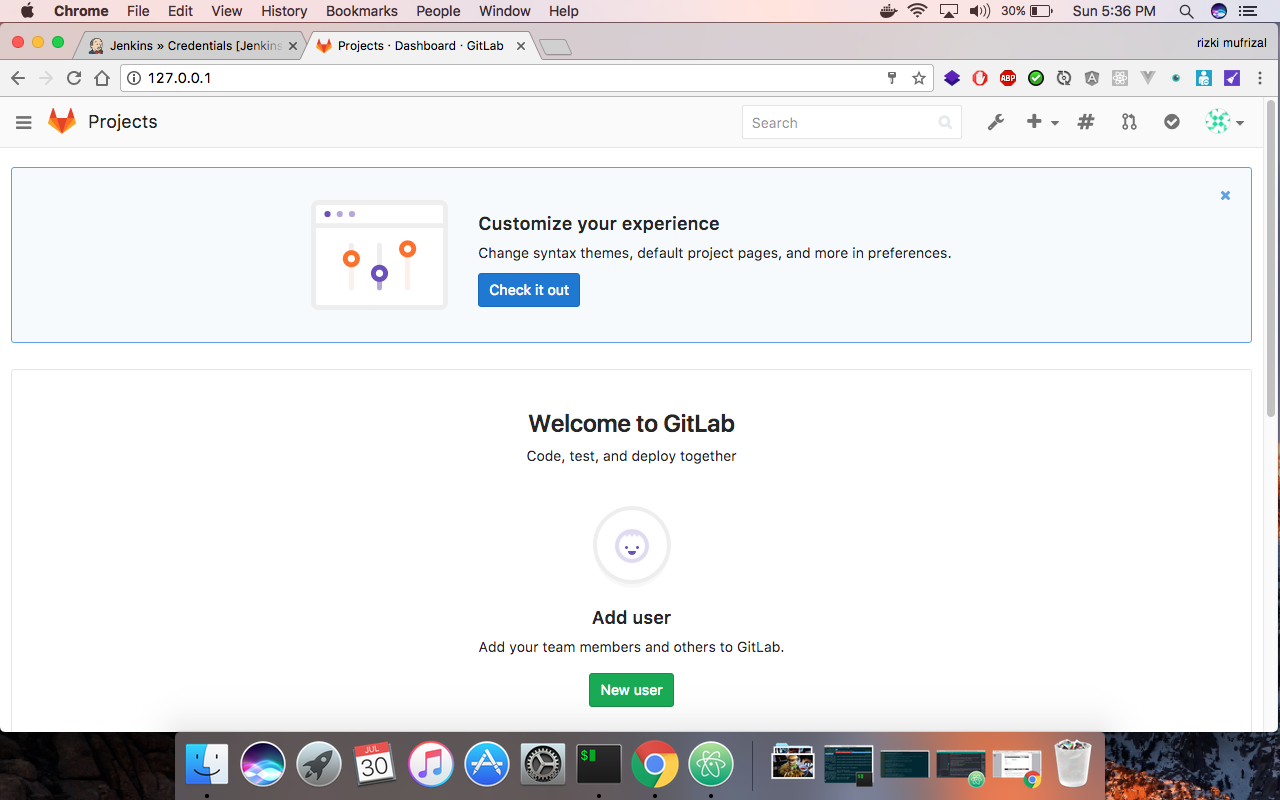 Chrome File Edit View History Bookmarks People Window Help 30% Sun 5:36 PM
Jenkins » Credentials [Jenkins Projects · Dashboard · GitLab rizki mufrizal
127.0.0.1 ABP
Projects Search
Customize your experience
Change syntax themes, default project pages, and more in preferences.
Check it out
Welcome to GitLab
Code, test, and deploy together
Add user
Add your team members and others to GitLab.
New user
JUL
30
$